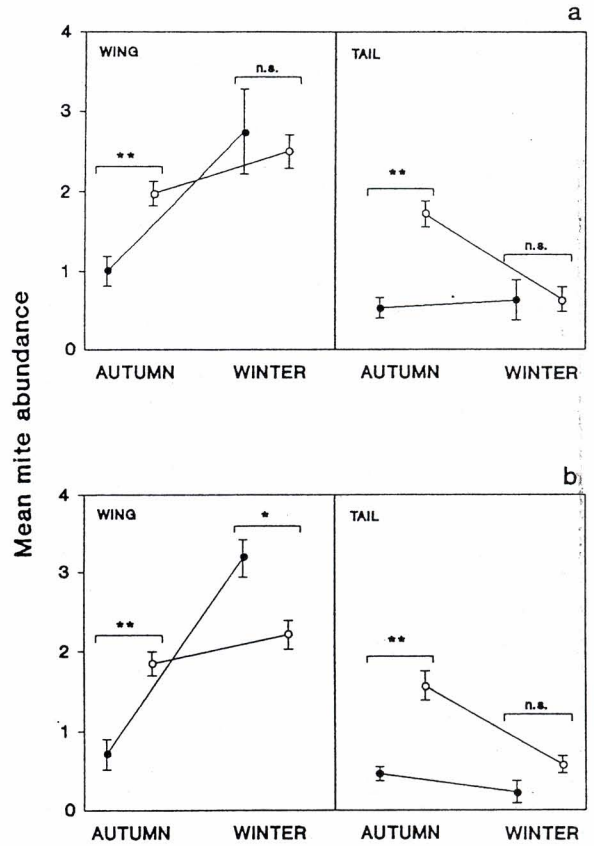 a
4
WING
n.s.
TAIL
3
**
**
2
n.s.
1
0
AUTUMN WINTER AUTUMN WINTER
Mean mite abundance
b
4
WING
*
TAIL
3
**
**
2
n.s.
1
0
AUTUMN WINTER AUTUMN WINTER